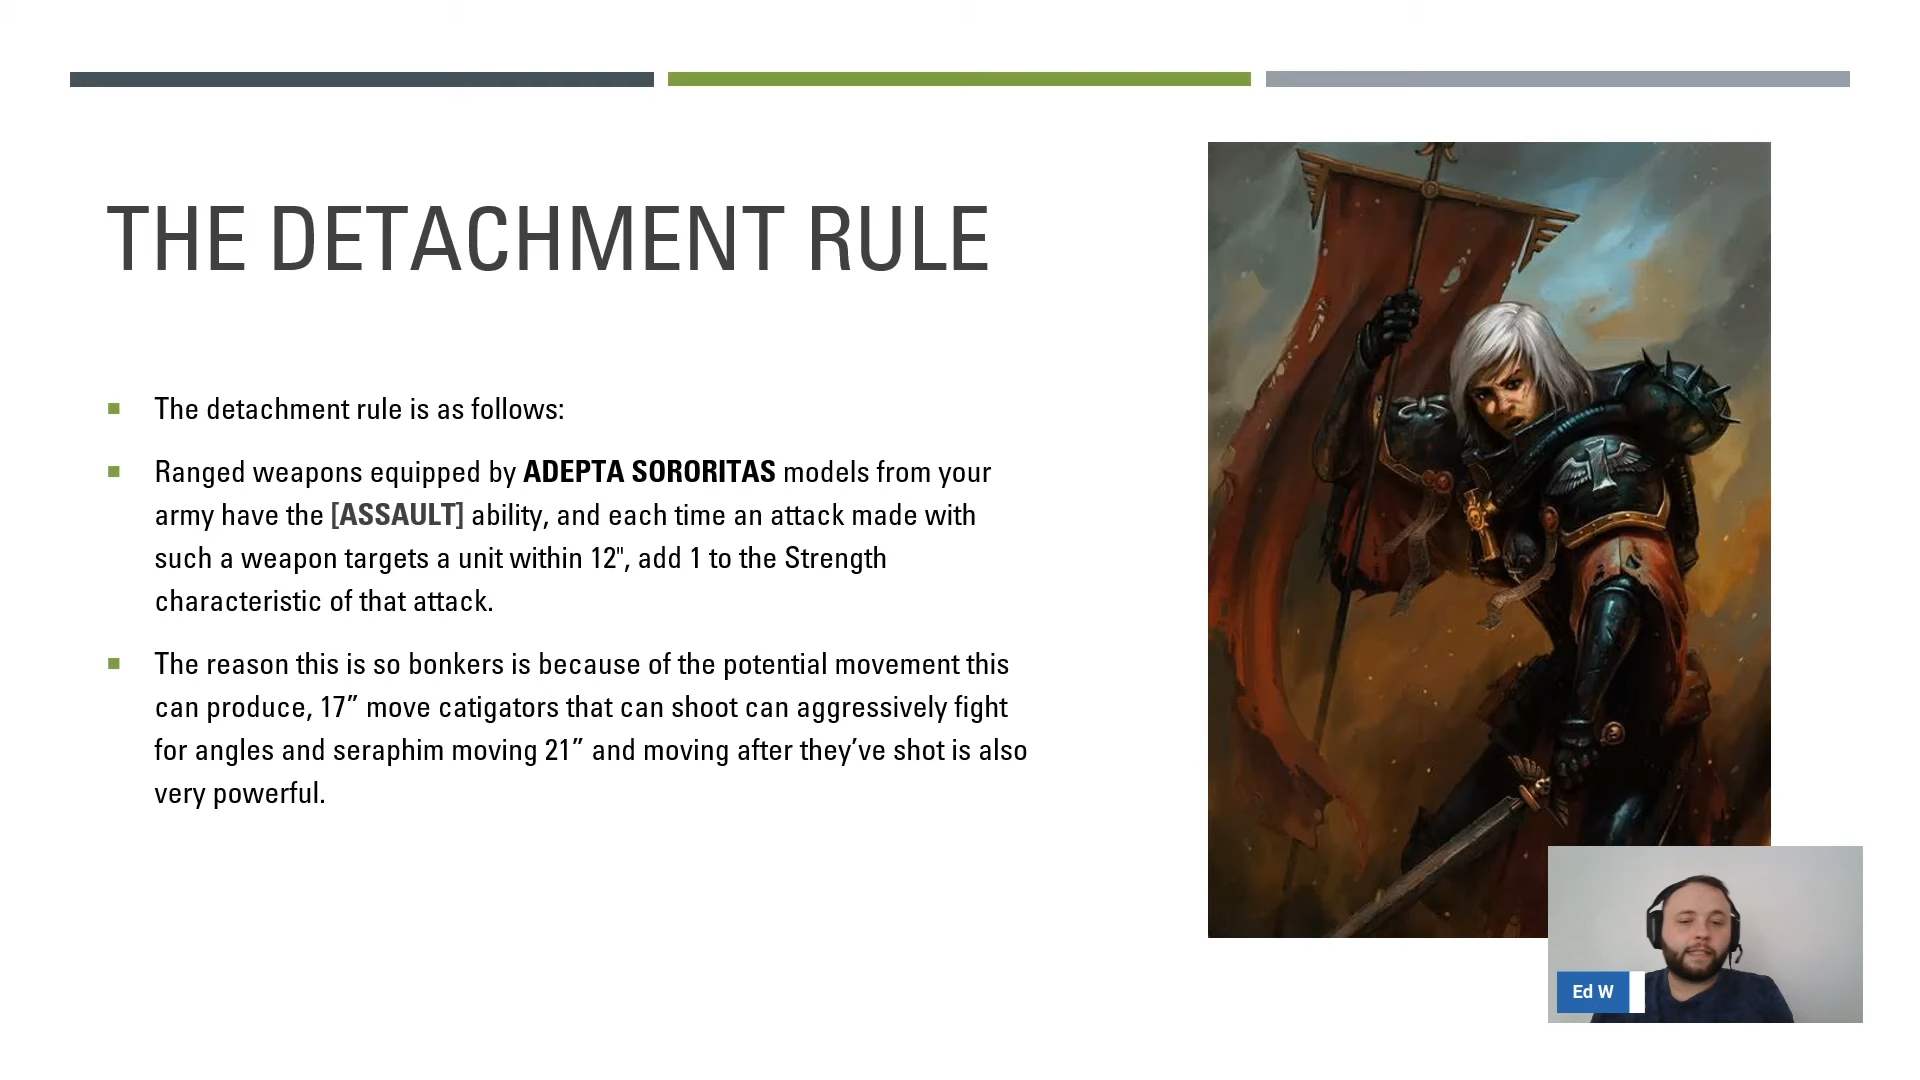 THE DETACHMENT RULE
The detachment rule is as follows:
Ranged weapons equipped by ADEPTA SORORITAS models from your
army have the [ASSAULT] ability, and each time an attack made with
such a weapon targets a unit within 12", add 1 to the Strength
characteristic of that attack.
The reason this is so bonkers is because of the potential movement this
can produce, 17” move catigators that can shoot can aggressively fight
for angles and seraphim moving 21” and moving after they’ve shot is also
very powerful.
Ed W